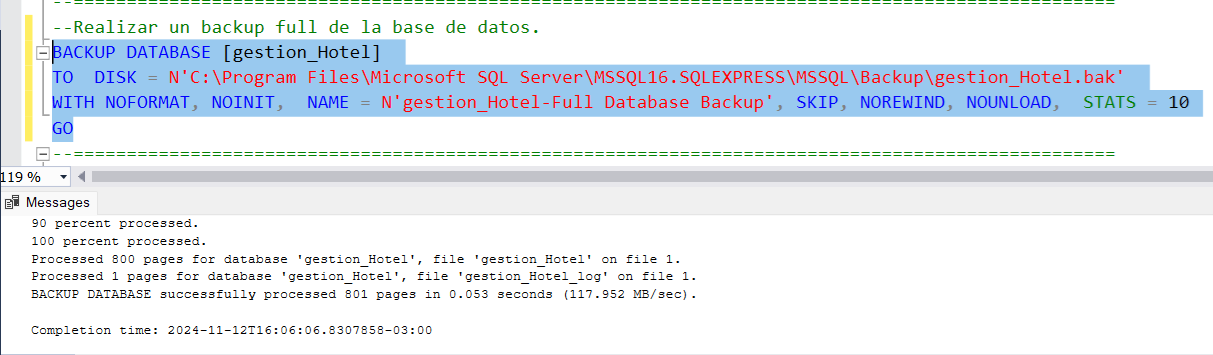 --====================================================================================================
--Realizar un backup full de la base de datos.
BACKUP DATABASE [gestion_Hotel]
TO  DISK = N'C:\Program Files\Microsoft SQL Server\MSSQL16.SQLEXPRESS\MSSQL\Backup\gestion_Hotel.bak'
WITH NOFORMAT, NOINIT,  NAME = N'gestion_Hotel-Full Database Backup', SKIP, NOREWIND, NOUNLOAD,  STATS = 10
GO
--====================================================================================================
119 %
Messages
90 percent processed.
100 percent processed.
Processed 800 pages for database 'gestion_Hotel', file 'gestion_Hotel' on file 1.
Processed 1 pages for database 'gestion_Hotel', file 'gestion_Hotel_log' on file 1.
BACKUP DATABASE successfully processed 801 pages in 0.053 seconds (117.952 MB/sec).
Completion time: 2024-11-12T16:06:06.8307858-03:00